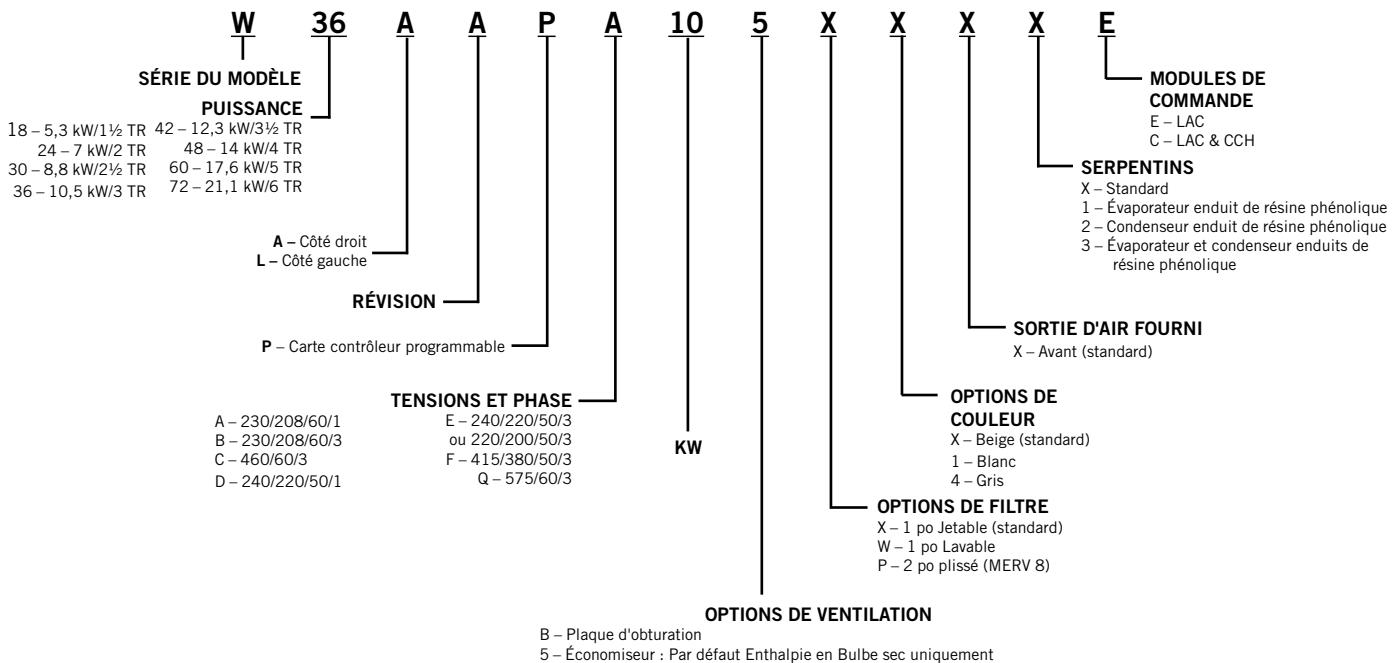 W 36 A A P A 10 5 X X X X E
SÉRIE DU MODÈLE
PUISSANCE
18 – 5,3 kW/1½ TR 42 – 12,3 kW/3½ TR
24 – 7 kW/2 TR 48 – 14 kW/4 TR
30 – 8,8 kW/2½ TR 60 – 17,6 kW/5 TR
36 – 10,5 kW/3 TR 72 – 21,1 kW/6 TR
A – Côté droit
L – Côté gauche
RÉVISION
P – Carte contrôleur programmable
TENSIONS ET PHASE
A – 230/208/60/1
B – 230/208/60/3
C – 460/60/3
D – 240/220/50/1
E – 240/220/50/3
ou 220/200/50/3
F – 415/380/50/3
Q – 575/60/3
KW
OPTIONS DE VENTILATION
B – Plaque d'obturation
5 – Économiseur : Par défaut Enthalpie en Bulbe sec uniquement
OPTIONS DE FILTRE
X – 1 po Jetable (standard)
W – 1 po Lavable
P – 2 po plissé (MERV 8)
OPTIONS DE
COULEUR
X – Beige (standard)
1 – Blanc
4 – Gris
SORTIE D'AIR FOURNI
X – Avant (standard)
SERPENTINS
X – Standard
1 – Évaporateur enduit de résine phénolique
2 – Condenseur enduit de résine phénolique
3 – Évaporateur et condenseur enduits de
résine phénolique
MODULES DE
COMMANDE
E – LAC
C – LAC & CCH